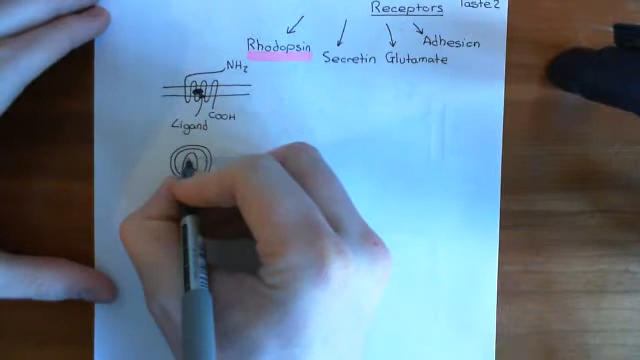 Receptors
Taste2
Rhodopsin
Secretin
Glutamate
Adhesion
NH2
COOH
Ligand